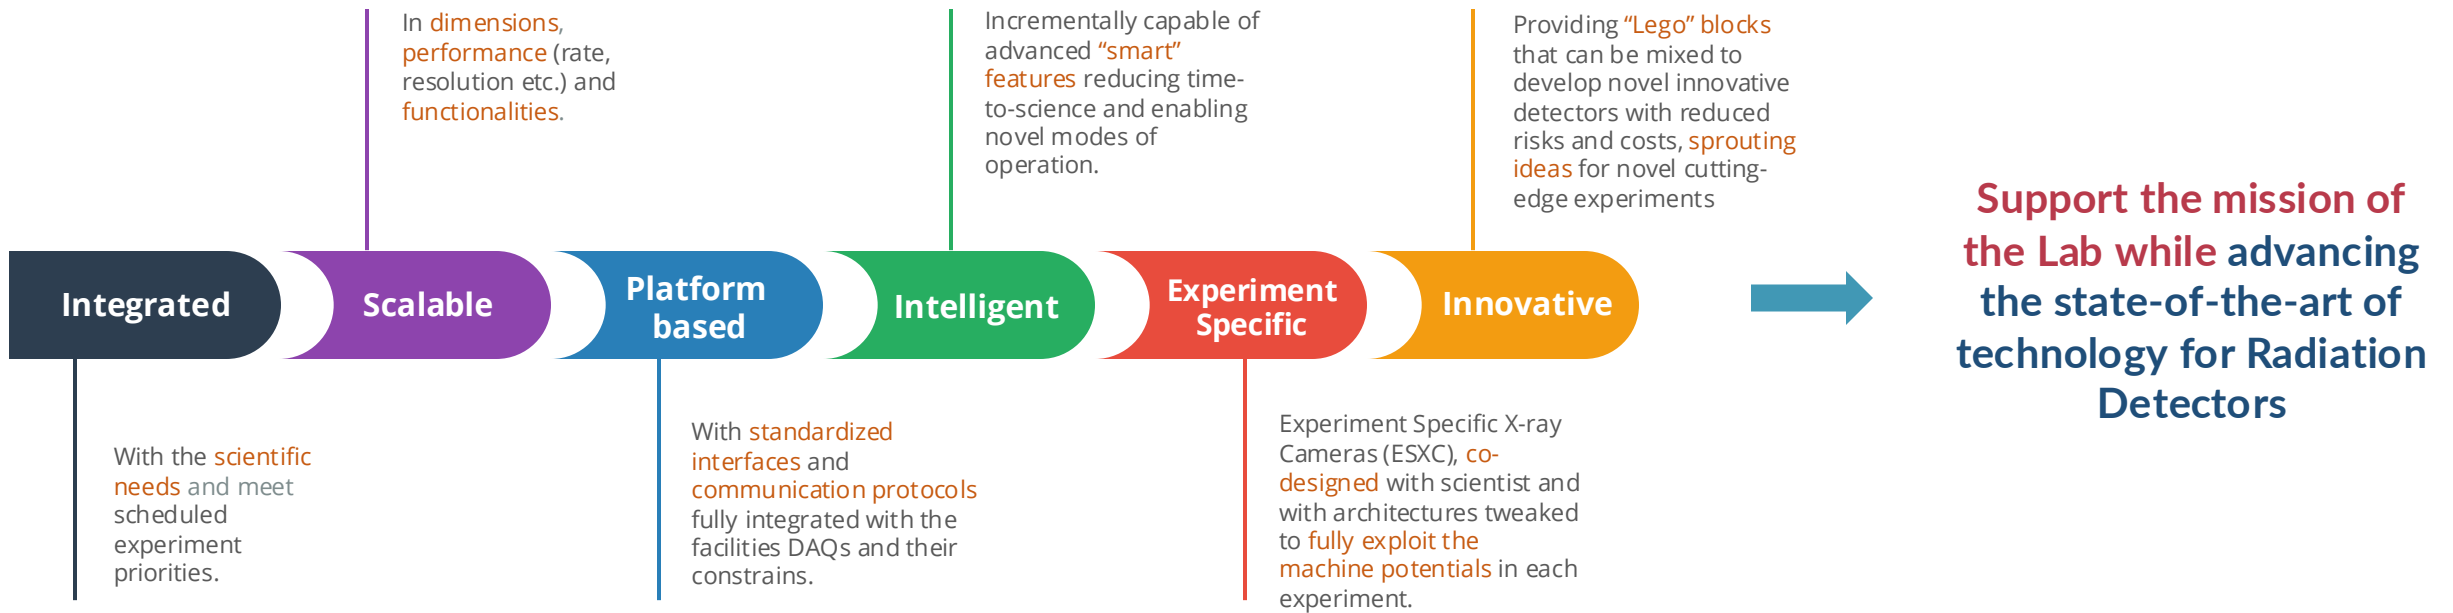 In dimensions,
performance (rate,
resolution etc.) and
functionalities.
Incrementally capable of
advanced “smart”
features reducing time-
to-science and enabling
novel modes of
operation.
Providing “Lego” blocks
that can be mixed to
develop novel innovative
detectors with reduced
risks and costs, sprouting
ideas for novel cutting-
edge experiments
Integrated
Scalable
Platform
based
Intelligent
Experiment
Specific
Innovative
Support the mission of
the Lab while advancing
the state-of-the-art of
technology for Radiation
Detectors
With the scientific
needs and meet
scheduled
experiment
priorities.
With standardized
interfaces and
communication protocols
fully integrated with the
facilities DAQs and their
constrains.
Experiment Specific X-ray
Cameras (ESXC), co-
designed with scientist and
with architectures tweaked
to fully exploit the
machine potentials in each
experiment.